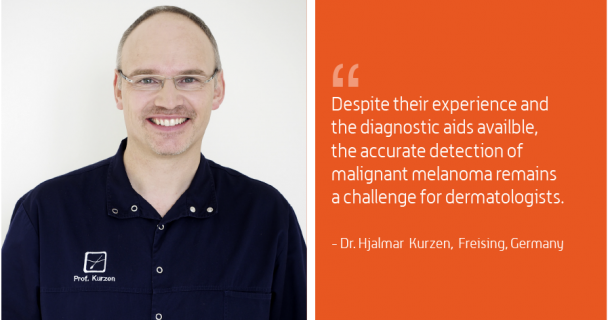 Prof. Kurzen
“
Despite their experience and
the diagnostic aids availble,
the accurate detection of
malignant melanoma remains
a challenge for dermatologists.
– Dr. Hjalmar Kurzen, Freising, Germany